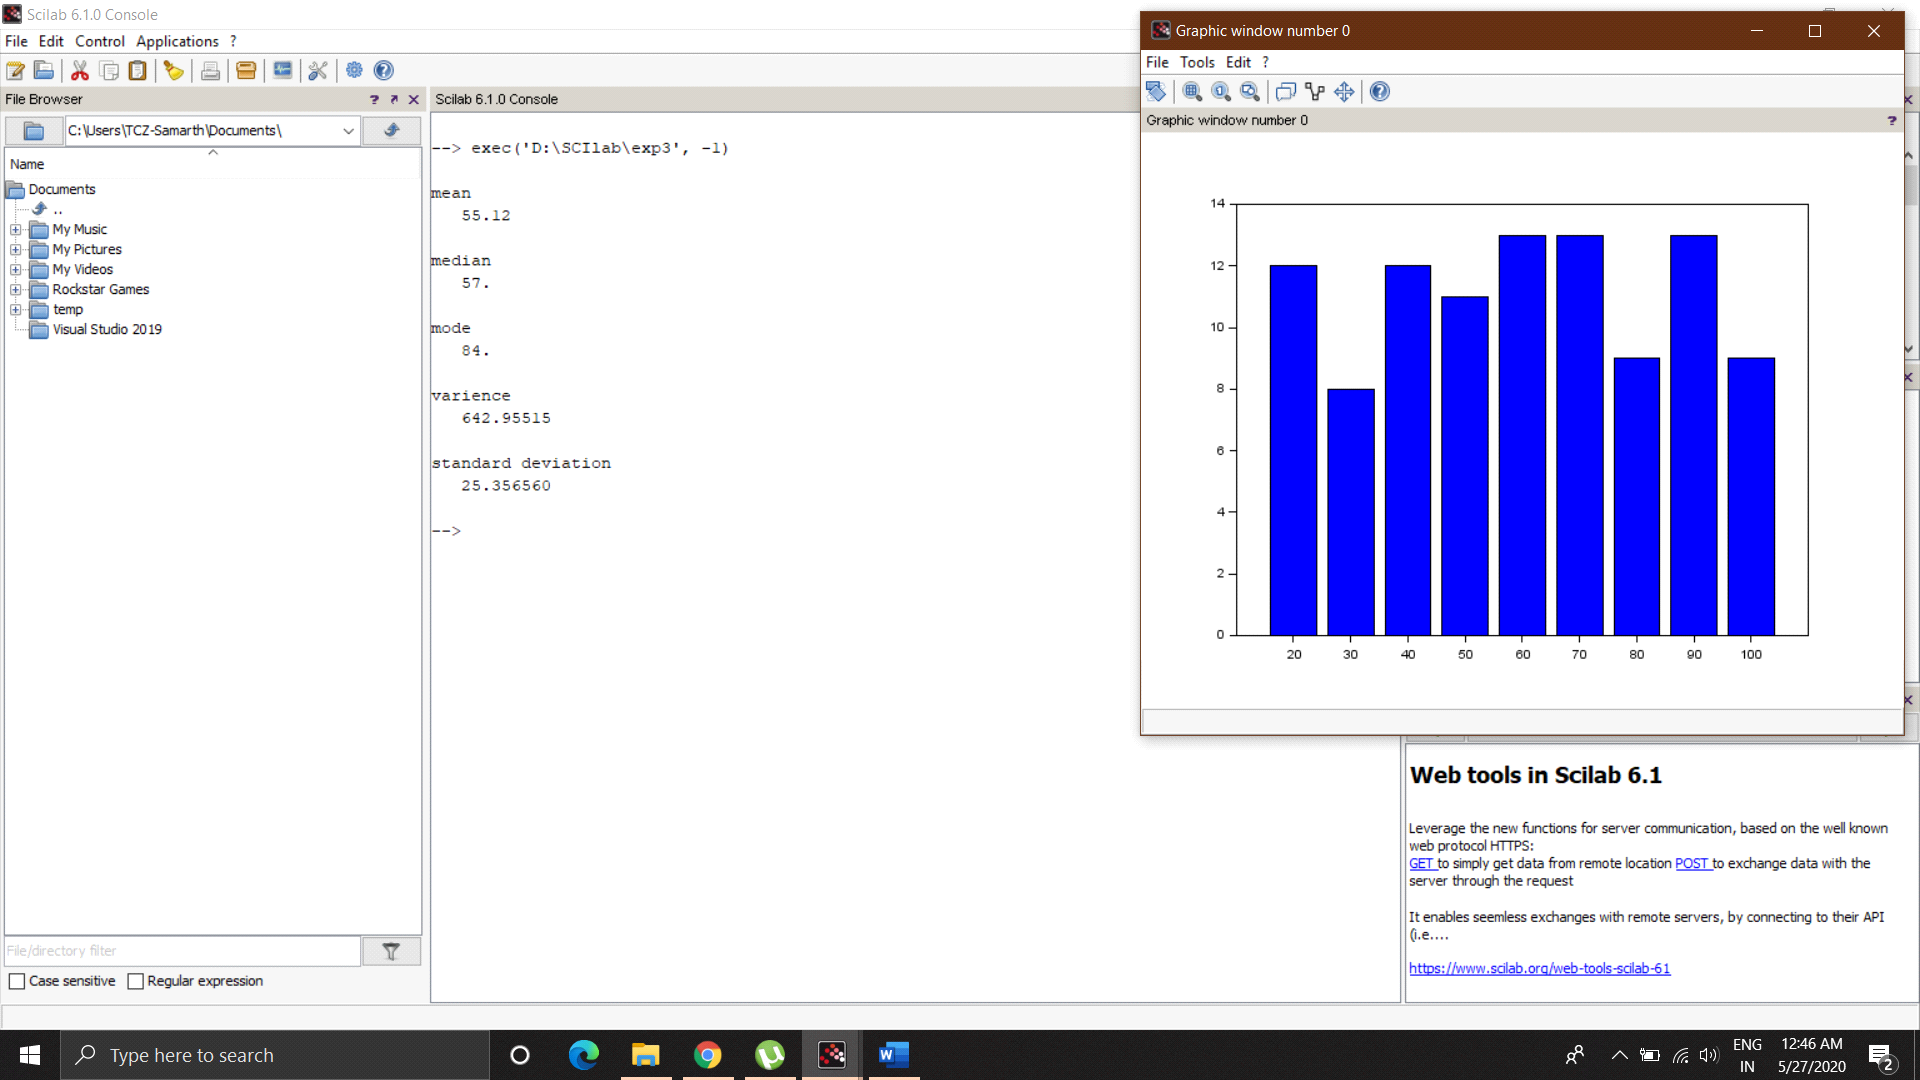 Scilab 6.1.0 Console
File Edit Control Applications ?
File Browser
C:\Users\TCZ-Samarth\Documents\
Name
Documents
..
My Music
My Pictures
My Videos
Rockstar Games
temp
Visual Studio 2019
File/directory filter
Case sensitive Regular expression
Scilab 6.1.0 Console
--> exec('D:\SCIlab\exp3', -1)
mean
55.12
median
57.
mode
84.
varience
642.95515
standard deviation
25.356560
-->
Graphic window number 0
File Tools Edit ?
Graphic window number 0
14
12
10
8
6
4
2
0
20 30 40 50 60 70 80 90 100
Web tools in Scilab 6.1
Leverage the new functions for server communication, based on the well known
web protocol HTTPS:
GET to simply get data from remote location POST to exchange data with the
server through the request
It enables seemless exchanges with remote servers, by connecting to their API
(i.e....
https://www.scilab.org/web-tools-scilab-61
Type here to search
ENG
IN
12:46 AM
5/27/2020
2